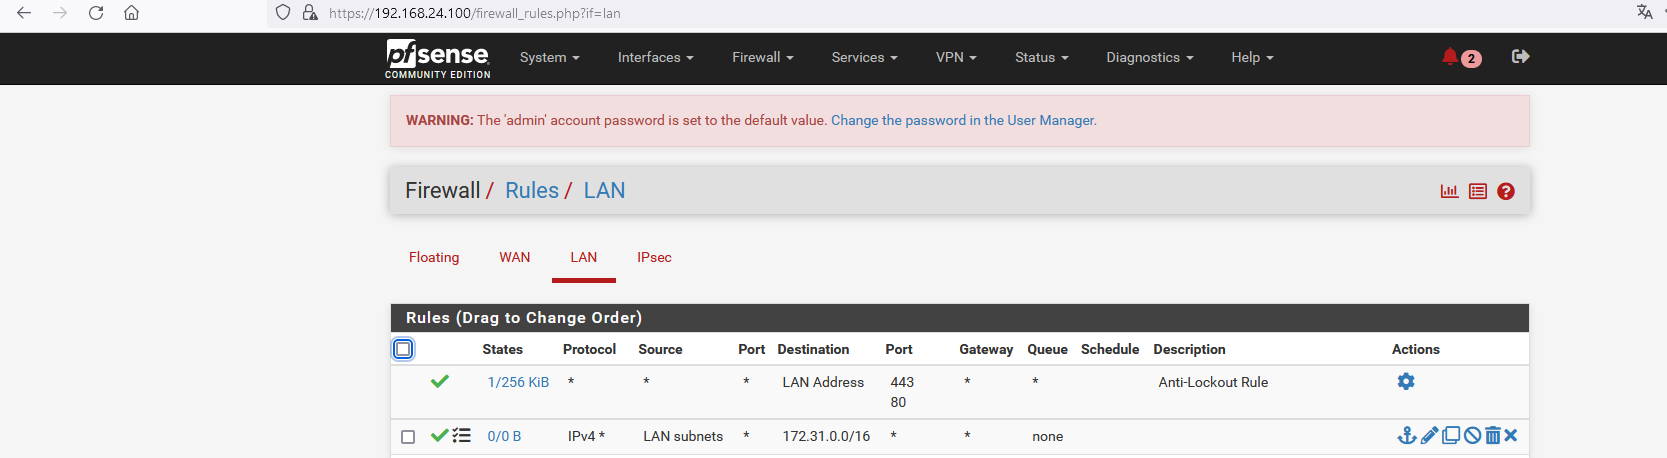 https://192.168.24.100/firewall_rules.php?if=lan
pfsense COMMUNITY EDITION System Interfaces Firewall Services VPN Status Diagnostics Help 2
WARNING: The 'admin' account password is set to the default value. Change the password in the User Manager.
Firewall / Rules / LAN
Floating WAN LAN IPsec
Rules (Drag to Change Order)
States Protocol Source Port Destination Port Gateway Queue Schedule Description Actions
1/256 KiB * * * LAN Address 443 * * Anti-Lockout Rule
80
0/0 B IPv4 * LAN subnets * 172.31.0.0/16 * * none